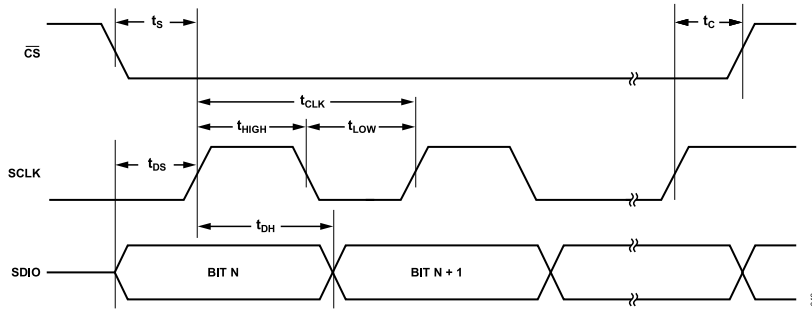 tS
tC
CS
tCLK
tHIGH
tLOW
tDS
SCLK
tDH
SDIO
BIT N
BIT N + 1